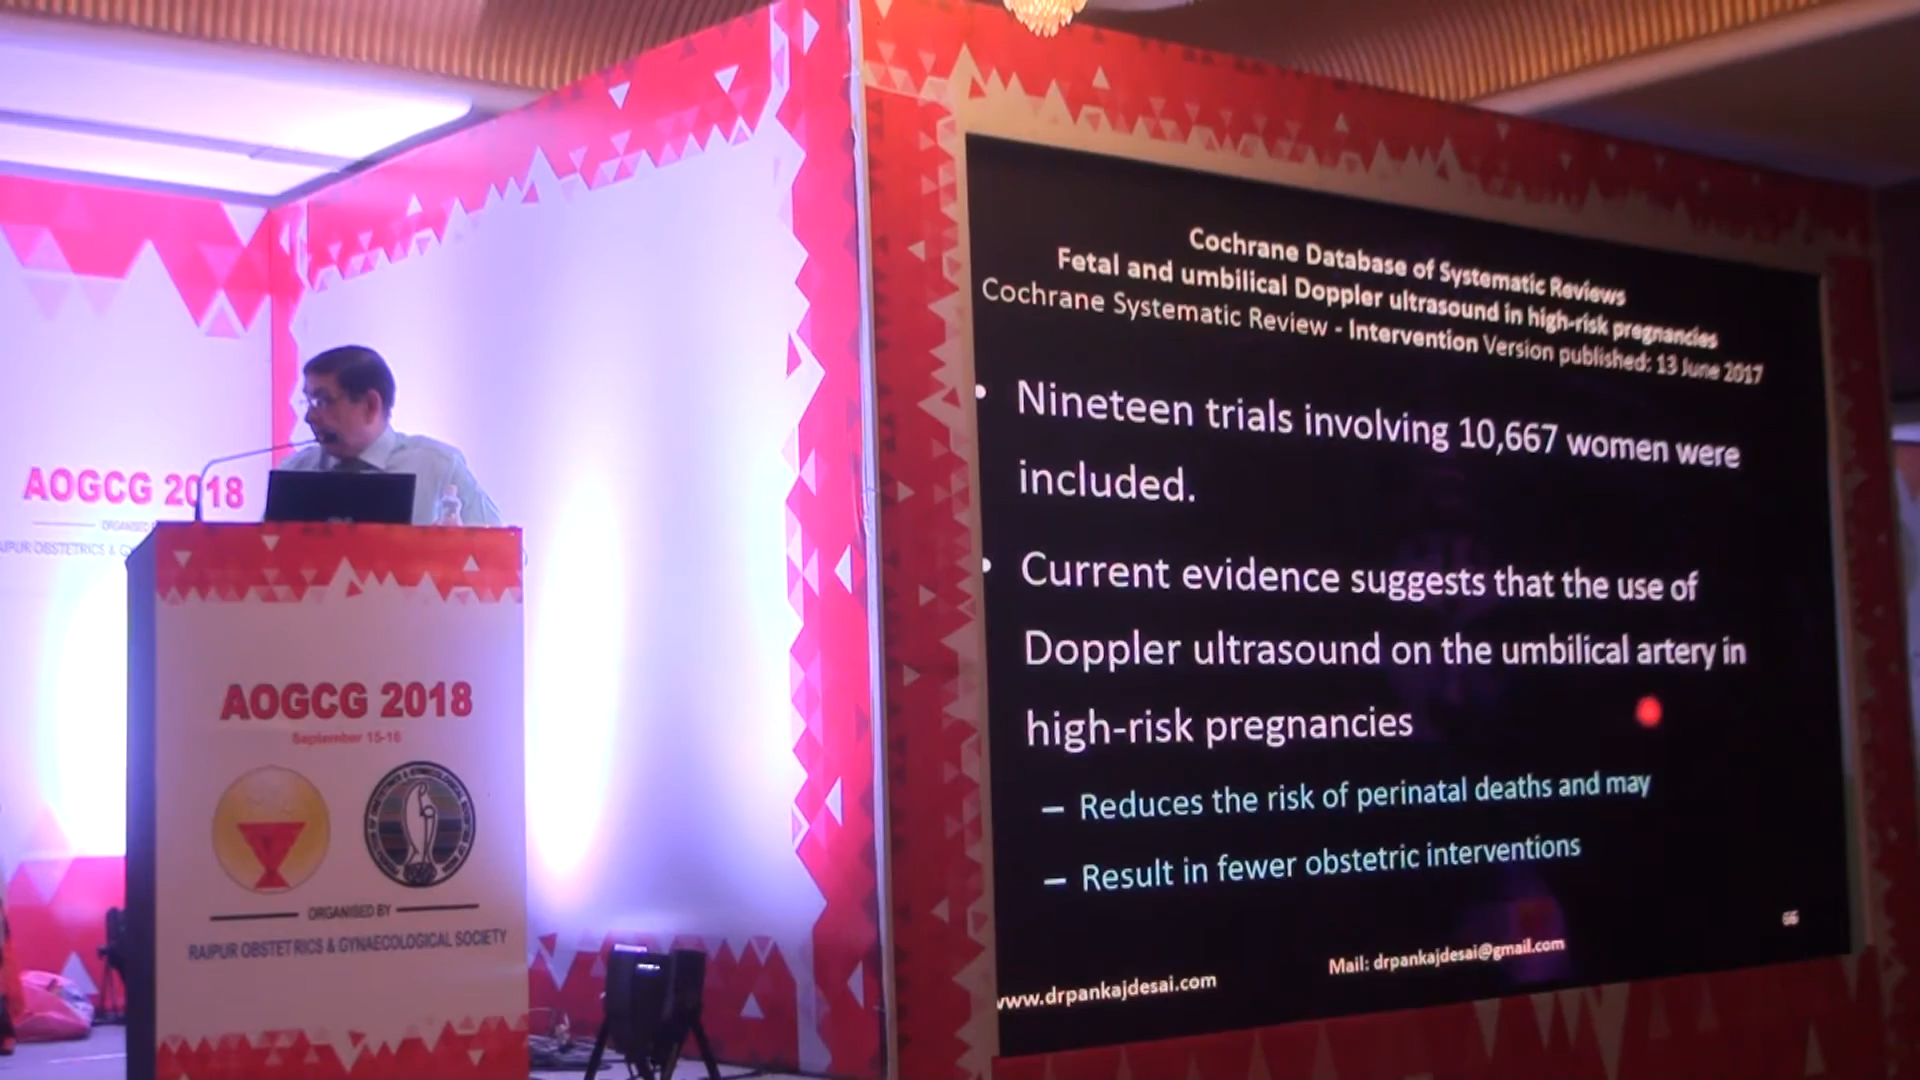 AOGCG 2018
ORGANISED
OBSTETRICS &
AOGCG 2018
September 15-16
ORGANISED BY
RAIPUR OBSTETRICS & GYNAECOLOGICAL SOCIETY
Cochrane Database of Systematic Reviews
Fetal and umbilical Doppler ultrasound in high-risk pregnancies
Cochrane Systematic Review - Intervention Version published: 13 June 2017
• Nineteen trials involving 10,667 women were
included.
• Current evidence suggests that the use of
Doppler ultrasound on the umbilical artery in
high-risk pregnancies
– Reduces the risk of perinatal deaths and may
– Result in fewer obstetric interventions
www.drpankajdesai.com
Mail: drpankajdesai@gmail.com